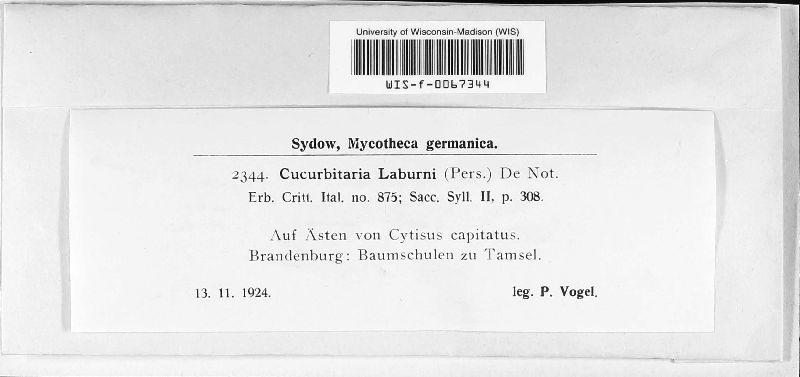 University of Wisconsin-Madison (WIS)
WIS-f-0067344
Sydow, Mycotheca germanica.
2344. Cucurbitaria Laburni (Pers.) De Not.
Erb. Critt. Ital. no. 875; Sacc. Syll. II, p. 308.
Auf Ästen von Cytisus capitatus.
Brandenburg: Baumschulen zu Tamsel.
13. 11. 1924. leg. P. Vogel.